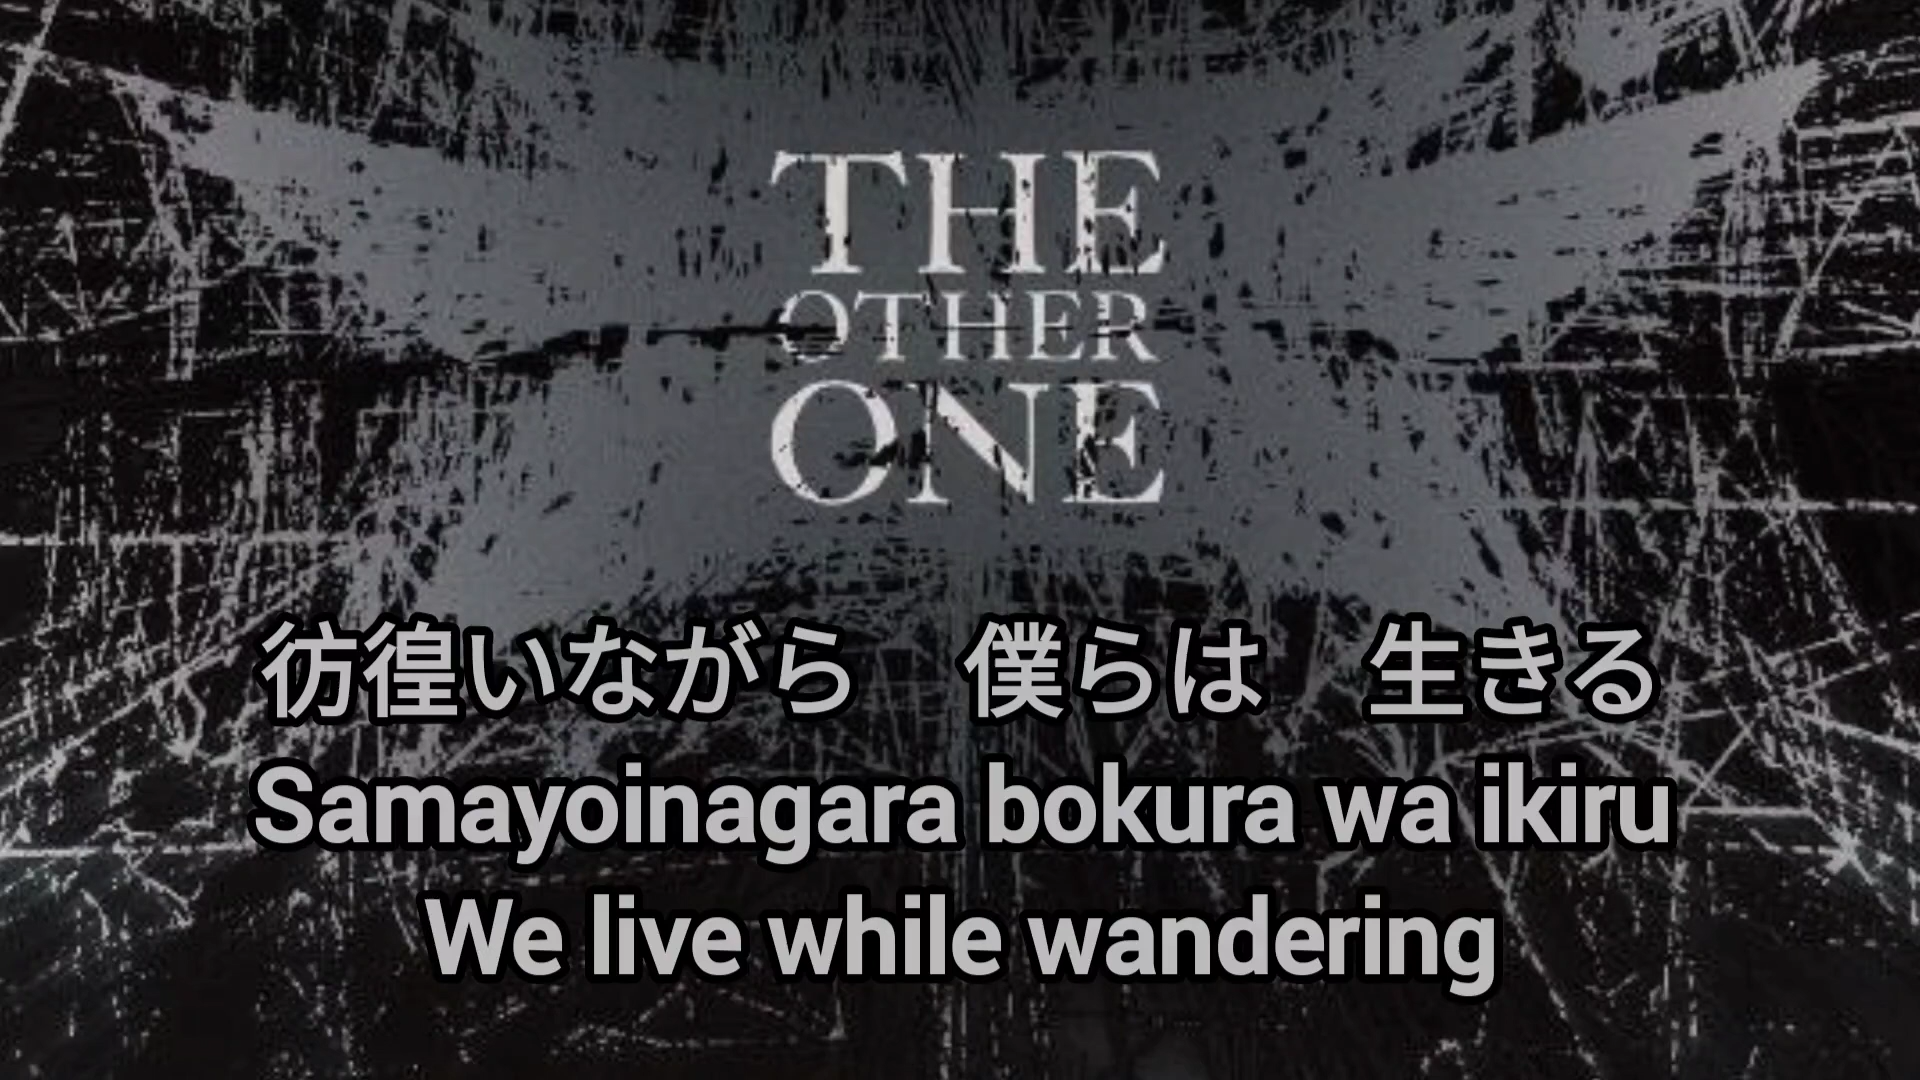 THE
OTHER
ONE
彷徨いながら　僕らは　生きる
Samayoinagara bokura wa ikiru
We live while wandering